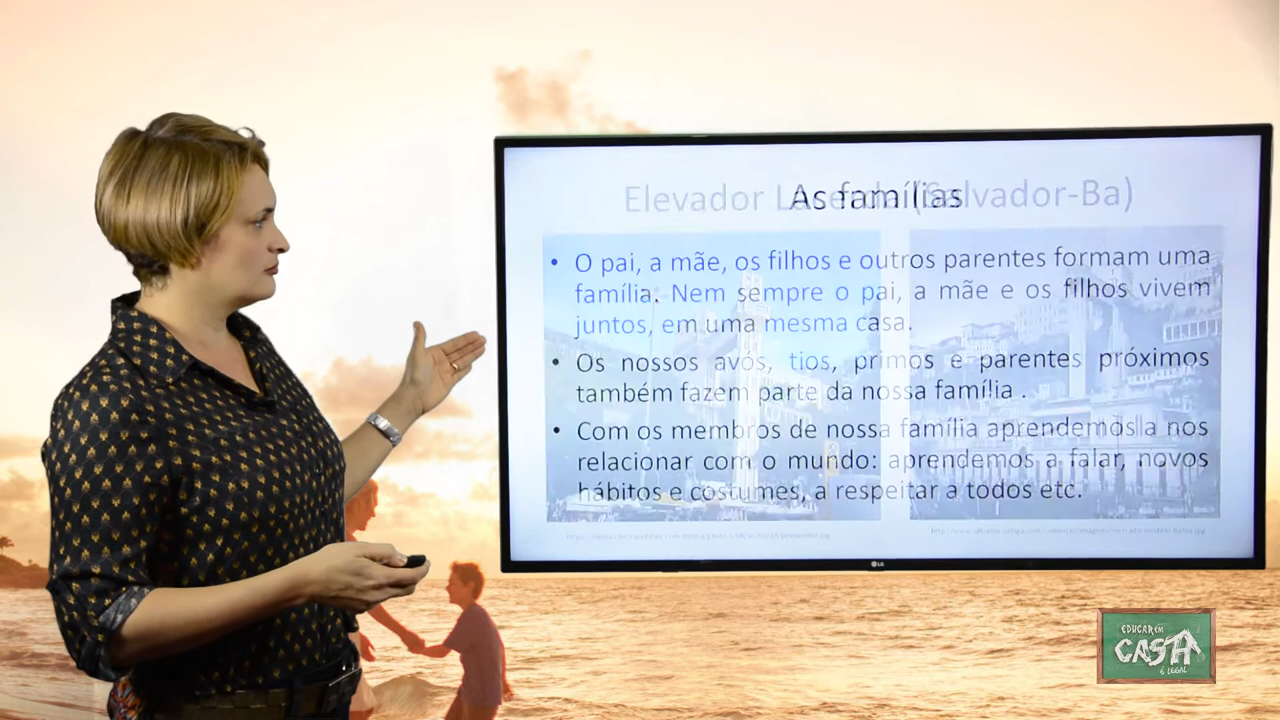 Elevador Lacerda (Salvador-Ba)
As famílias
• O pai, a mãe, os filhos e outros parentes formam uma
família. Nem sempre o pai, a mãe e os filhos vivem
juntos, em uma mesma casa.
• Os nossos avós, tios, primos e parentes próximos
também fazem parte da nossa família .
• Com os membros de nossa família aprendemos a nos
relacionar com o mundo: aprendemos a falar, novos
hábitos e costumes, a respeitar a todos etc.
LG
EDUCAR EM
CASA
É LEGAL